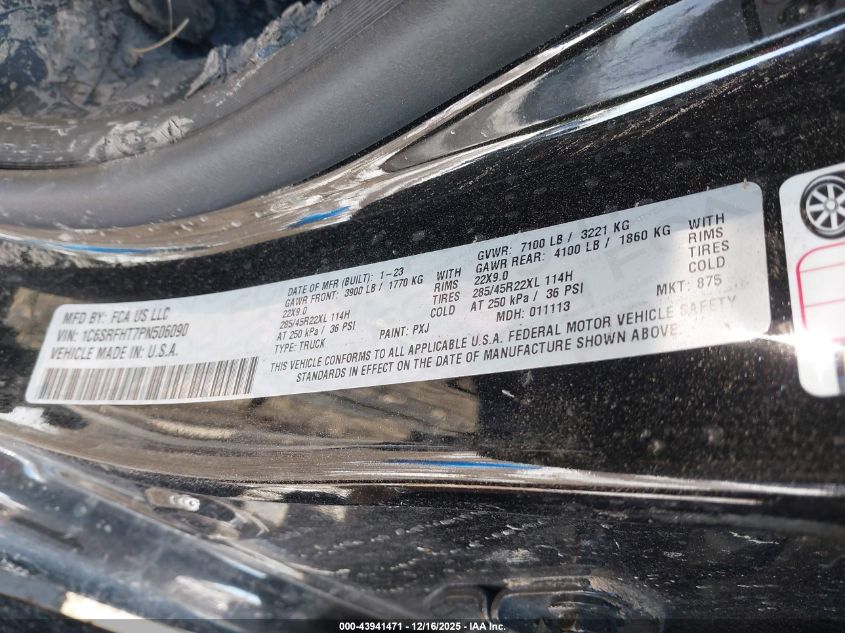 MFD BY: FCA US LLC
VIN: 1C6SRFHT7PN506090
VEHICLE MADE IN U.S.A.
DATE OF MFR (BUILT): 1-23
GAWR FRONT: 3900 LB / 1770 KG WITH
22X9.0 RIMS
285/45R22XL 114H TIRES
AT 250 kPa / 36 PSI COLD
TYPE: TRUCK PAINT: PXJ
GVWR: 7100 LB / 3221 KG
GAWR REAR: 4100 LB / 1860 KG WITH
22X9.0 RIMS
285/45R22XL 114H TIRES
AT 250 kPa / 36 PSI COLD
MDH: 011113 MKT: 875
THIS VEHICLE CONFORMS TO ALL APPLICABLE U.S.A. FEDERAL MOTOR VEHICLE SAFETY
STANDARDS IN EFFECT ON THE DATE OF MANUFACTURE SHOWN ABOVE.
000-43941471 - 12/16/2025 - IAA Inc.